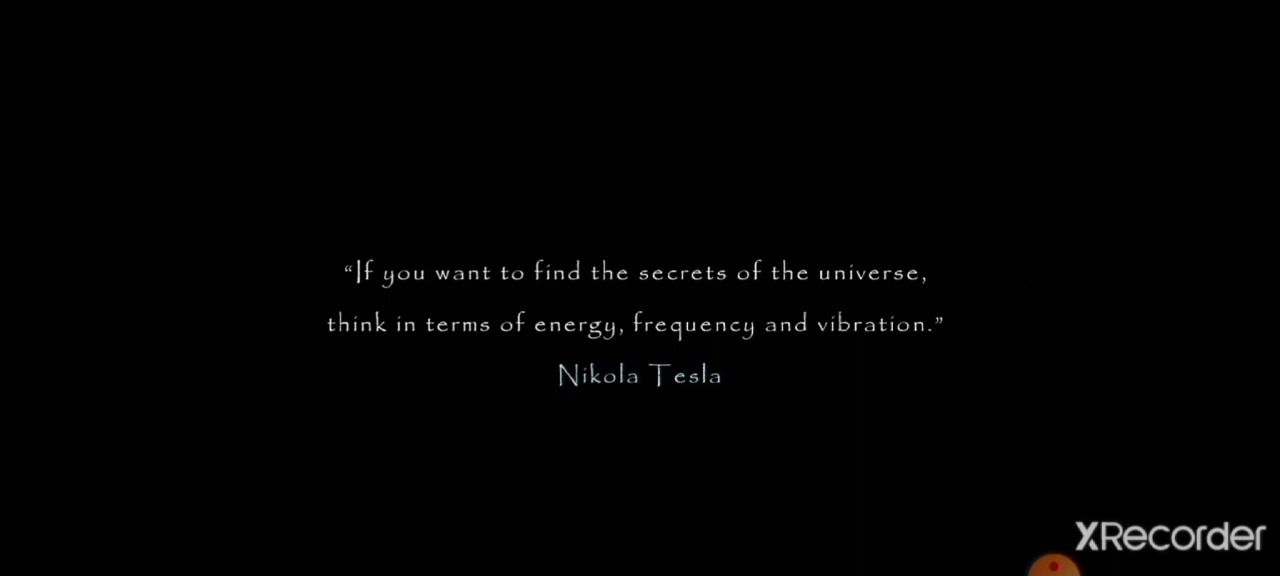 “If you want to find the secrets of the universe,
think in terms of energy, frequency and vibration.”
Nikola Tesla
XRecorder